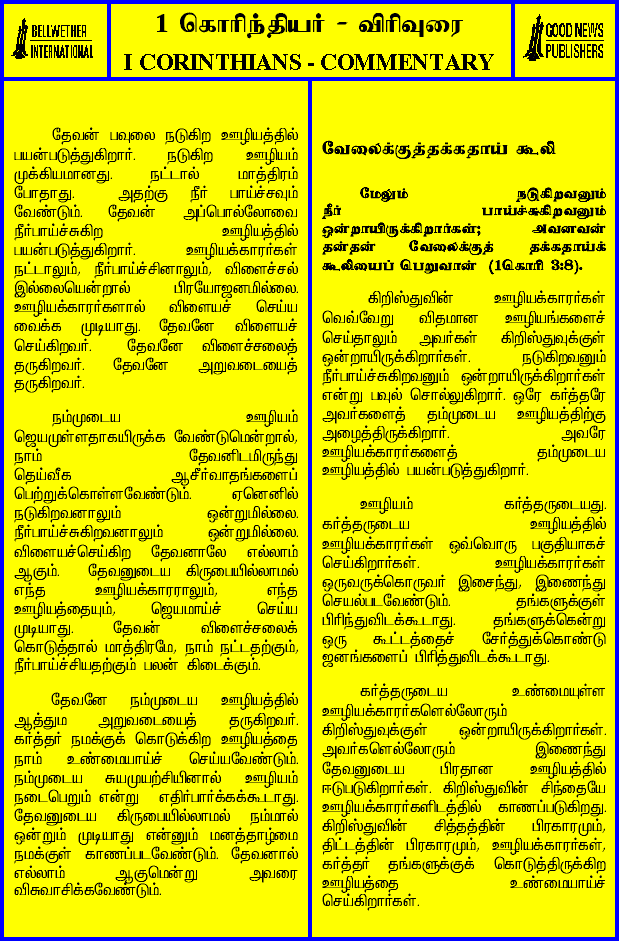 BELLWETHER
INTERNATIONAL
1 கொரிந்தியர் - விரிவுரை
I CORINTHIANS - COMMENTARY
GOOD NEWS
PUBLISHERS
தேவன் பவுலை நடுகிற ஊழியத்தில்
பயன்படுத்துகிறார். நடுகிற ஊழியம்
முக்கியமானது. நட்டால் மாத்திரம்
போதாது. அதற்கு நீர் பாய்ச்சவும்
வேண்டும். தேவன் அப்பொல்லோவை
நீர்பாய்ச்சுகிற ஊழியத்தில்
பயன்படுத்துகிறார். ஊழியக்காரர்கள்
நட்டாலும், நீர்பாய்ச்சினாலும், விளைச்சல்
இல்லையென்றால் பிரயோஜனமில்லை.
ஊழியக்காரர்களால் விளையச் செய்ய
வைக்க முடியாது. தேவனே விளையச்
செய்கிறவர். தேவனே விளைச்சலைத்
தருகிறவர். தேவனே அறுவடையைத்
தருகிறவர்.
நம்முடைய ஊழியம்
ஜெயமுள்ளதாகயிருக்க வேண்டுமென்றால்,
நாம் தேவனிடமிருந்து
தெய்வீக ஆசீர்வாதங்களைப்
பெற்றுக்கொள்ளவேண்டும். ஏனெனில்
நடுகிறவனாலும் ஒன்றுமில்லை.
நீர்பாய்ச்சுகிறவனாலும் ஒன்றுமில்லை.
விளையச்செய்கிற தேவனாலே எல்லாம்
ஆகும். தேவனுடைய கிருபையில்லாமல்
எந்த ஊழியக்காரராலும், எந்த
ஊழியத்தையும், ஜெயமாய்ச் செய்ய
முடியாது. தேவன் விளைச்சலைக்
கொடுத்தால் மாத்திரமே, நாம் நட்டதற்கும்,
நீர்பாய்ச்சியதற்கும் பலன் கிடைக்கும்.
தேவனே நம்முடைய ஊழியத்தில்
ஆத்தும அறுவடையைத் தருகிறவர்.
கர்த்தர் நமக்குக் கொடுக்கிற ஊழியத்தை
நாம் உண்மையாய்ச் செய்யவேண்டும்.
நம்முடைய சுயமுயற்சியினால் ஊழியம்
நடைபெறும் என்று எதிர்பார்க்கக்கூடாது.
தேவனுடைய கிருபையில்லாமல் நம்மால்
ஒன்றும் முடியாது என்னும் மனத்தாழ்மை
நமக்குள் காணப்படவேண்டும். தேவனால்
எல்லாம் ஆகுமென்று அவரை
விசுவாசிக்கவேண்டும்.
வேலைக்குத்தக்கதாய் கூலி
மேலும் நடுகிறவனும்
நீர் பாய்ச்சுகிறவனும்
ஒன்றாயிருக்கிறார்கள்; அவனவன்
தன்தன் வேலைக்குத் தக்கதாய்க்
கூலியைப் பெறுவான் (1கொரி 3:8).
கிறிஸ்துவின் ஊழியக்காரர்கள்
வெவ்வேறு விதமான ஊழியங்களைச்
செய்தாலும் அவர்கள் கிறிஸ்துவுக்குள்
ஒன்றாயிருக்கிறார்கள். நடுகிறவனும்
நீர்பாய்ச்சுகிறவனும் ஒன்றாயிருக்கிறார்கள்
என்று பவுல் சொல்லுகிறார். ஒரே கர்த்தரே
அவர்களைத் தம்முடைய ஊழியத்திற்கு
அழைத்திருக்கிறார். அவரே
ஊழியக்காரர்களைத் தம்முடைய
ஊழியத்தில் பயன்படுத்துகிறார்.
ஊழியம் கர்த்தருடையது.
கர்த்தருடைய ஊழியத்தில்
ஊழியக்காரர்கள் ஒவ்வொரு பகுதியாகச்
செய்கிறார்கள். ஊழியக்காரர்கள்
ஒருவருக்கொருவர் இசைந்து, இணைந்து
செயல்படவேண்டும். தங்களுக்குள்
பிரிந்துவிடக்கூடாது. தங்களுக்கென்று
ஒரு கூட்டத்தைச் சேர்த்துக்கொண்டு
ஜனங்களைப் பிரித்துவிடக்கூடாது.
கர்த்தருடைய உண்மையுள்ள
ஊழியக்காரர்களெல்லோரும்
கிறிஸ்துவுக்குள் ஒன்றாயிருக்கிறார்கள்.
அவர்களெல்லோரும் இணைந்து
தேவனுடைய பிரதான ஊழியத்தில்
ஈடுபடுகிறார்கள். கிறிஸ்துவின் சிந்தையே
ஊழியக்காரர்களிடத்தில் காணப்படுகிறது.
கிறிஸ்துவின் சித்தத்தின் பிரகாரமும்,
திட்டத்தின் பிரகாரமும், ஊழியக்காரர்கள்,
கர்த்தர் தங்களுக்குக் கொடுத்திருக்கிற
ஊழியத்தை உண்மையாய்ச்
செய்கிறார்கள்.